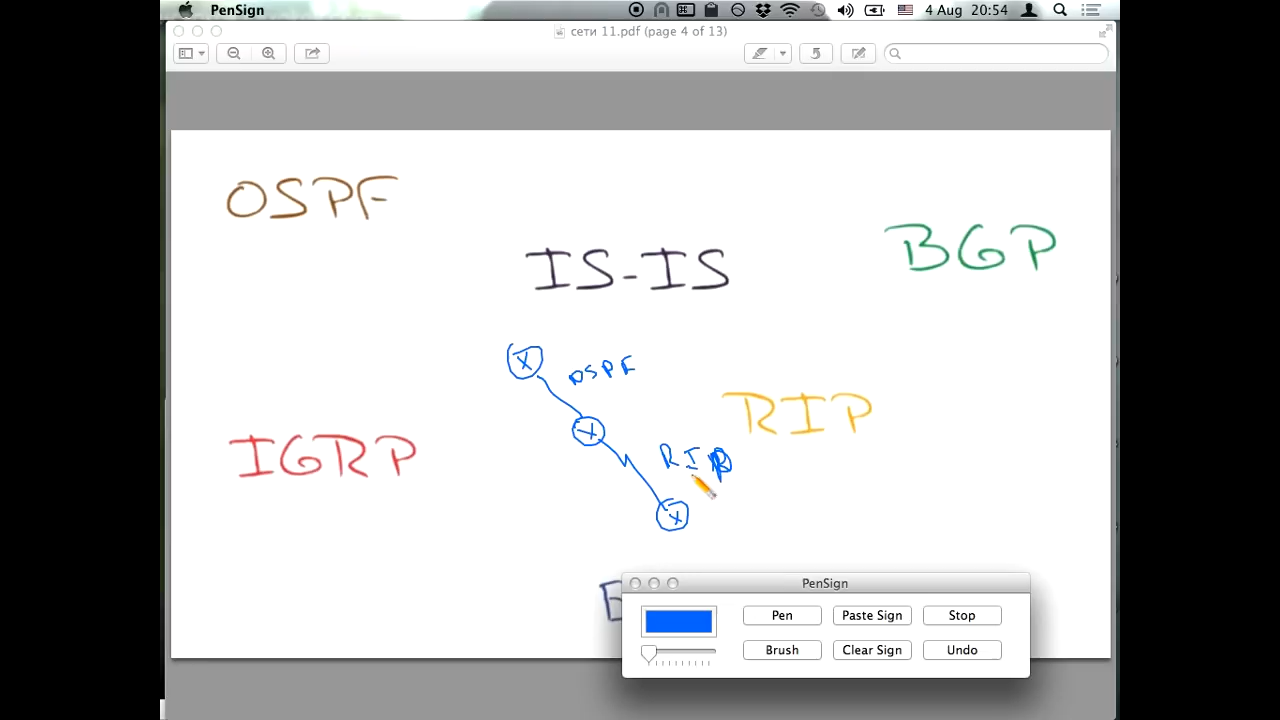 PenSign
4 Aug 20:54
сети 11.pdf (page 4 of 13)
OSPF
BGP
IS-IS
X
OSPF
RIP
X
IGRP
RIP
X
PenSign
Pen
Paste Sign
Stop
Brush
Clear Sign
Undo